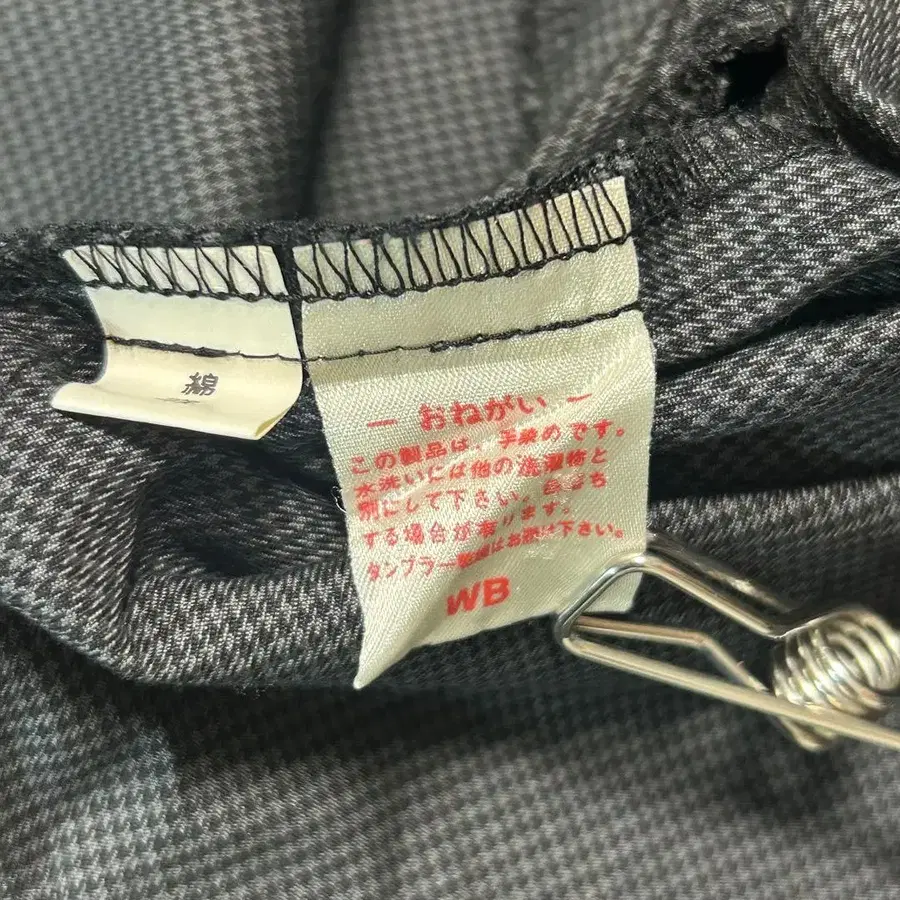 綿
— おねがい —
この製品は、手染めです。
水洗いには他の洗濯物と
別にして下さい。色落ち
する場合が有ります。
タンブラー乾燥はお避け下さい。
WB